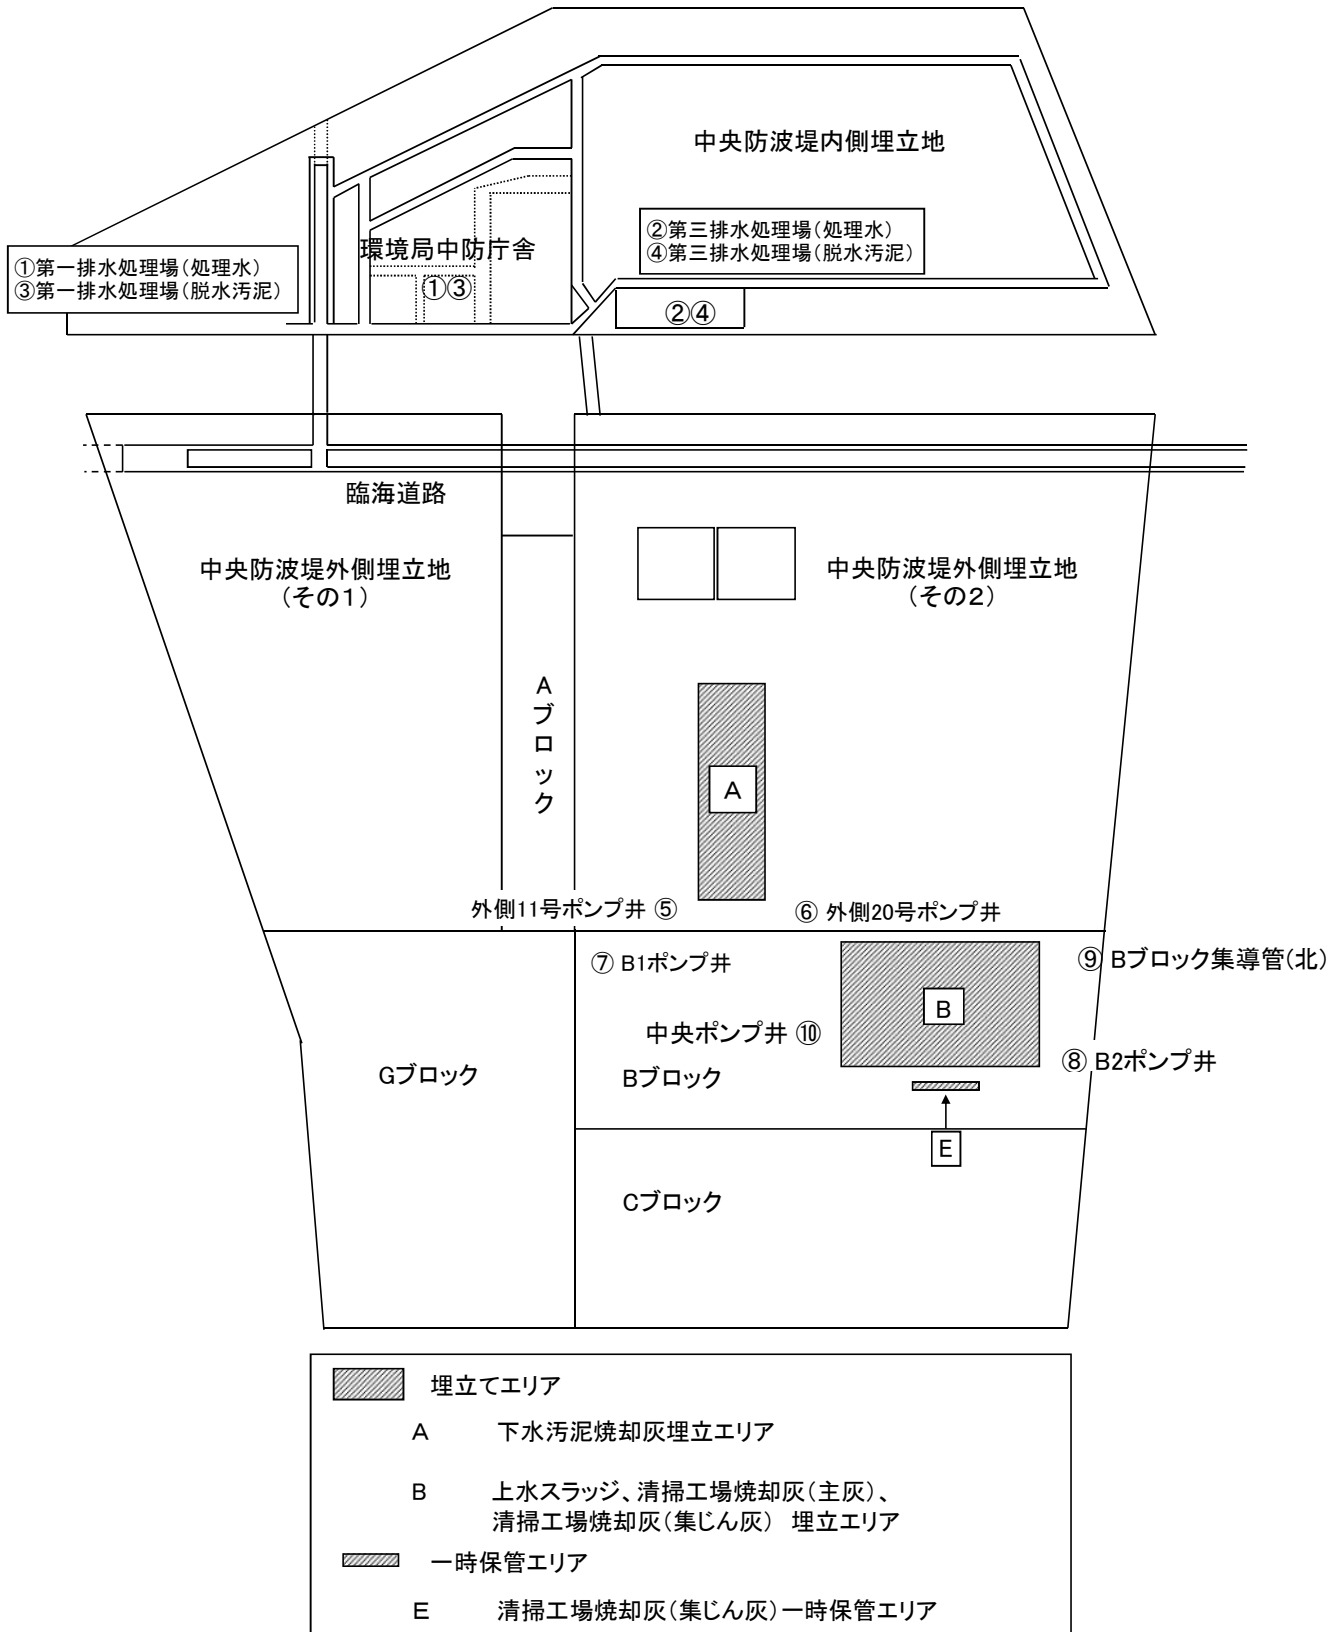 中央防波堤内側埋立地
②第三排水処理場（処理水）
④第三排水処理場（脱水汚泥）
環境局中防庁舎
①第一排水処理場（処理水）
③第一排水処理場（脱水汚泥）
①③
②④
臨海道路
中央防波堤外側埋立地
（その１）
中央防波堤外側埋立地
（その２）
Aブロック
A
外側11号ポンプ井 ⑤
⑥ 外側20号ポンプ井
⑦ B1ポンプ井
⑨ Bブロック集導管(北)
B
中央ポンプ井 ⑩
⑧ B2ポンプ井
Gブロック
Bブロック
E
Cブロック
埋立てエリア
A 下水汚泥焼却灰埋立エリア
B 上水スラッジ、清掃工場焼却灰（主灰）、
清掃工場焼却灰（集じん灰） 埋立エリア
一時保管エリア
E 清掃工場焼却灰（集じん灰）一時保管エリア